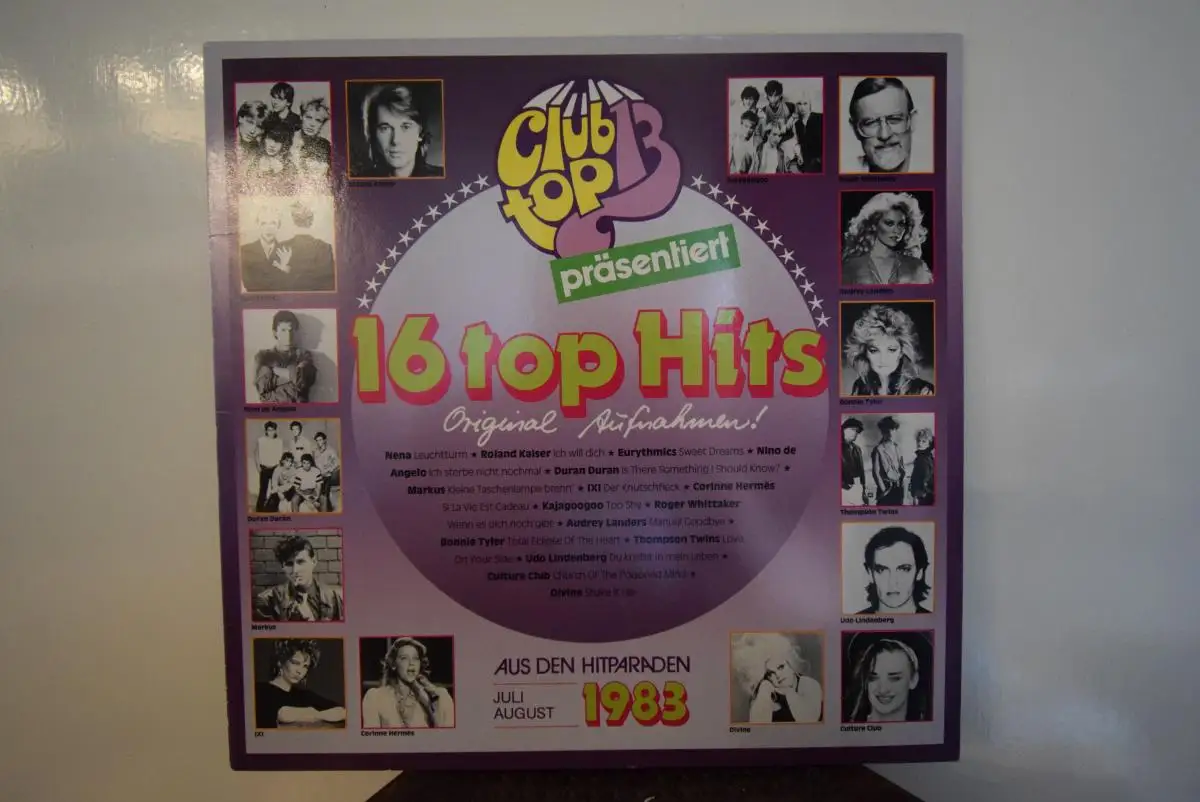 Club
top 13
präsentiert
16 top Hits
Original Aufnahmen!
Nena Leuchtturm ★ Roland Kaiser Ich will dich ★ Eurythmics Sweet Dreams ★ Nino de
Angelo Ich sterbe nicht nochmal ★ Duran Duran Is There Something I Should Know? ★
Markus Kleine Taschenlampe brenn' ★ IXI Der Knutschfleck ★ Corinne Hermès
Si La Vie Est Cadeau ★ Kajagoogoo Too Shy ★ Roger Whittaker
Wenn es dich noch gibt ★ Audrey Landers Manuel Goodbye ★
Bonnie Tyler Total Eclipse Of The Heart ★ Thompson Twins Love
On Your Side ★ Udo Lindenberg Du in mein Leben ★
Culture Club Church Of The Poisoned Mind ★
Divine Shake It Up
AUS DEN HITPARADEN
JULI
AUGUST
1983
Roland Kaiser
Nino de Angelo
Duran Duran
Markus
IXI
Corinne Hermès
Kajagoogoo
Roger Whittaker
Audrey Landers
Bonnie Tyler
Thompson Twins
Udo Lindenberg
Divine
Culture Club